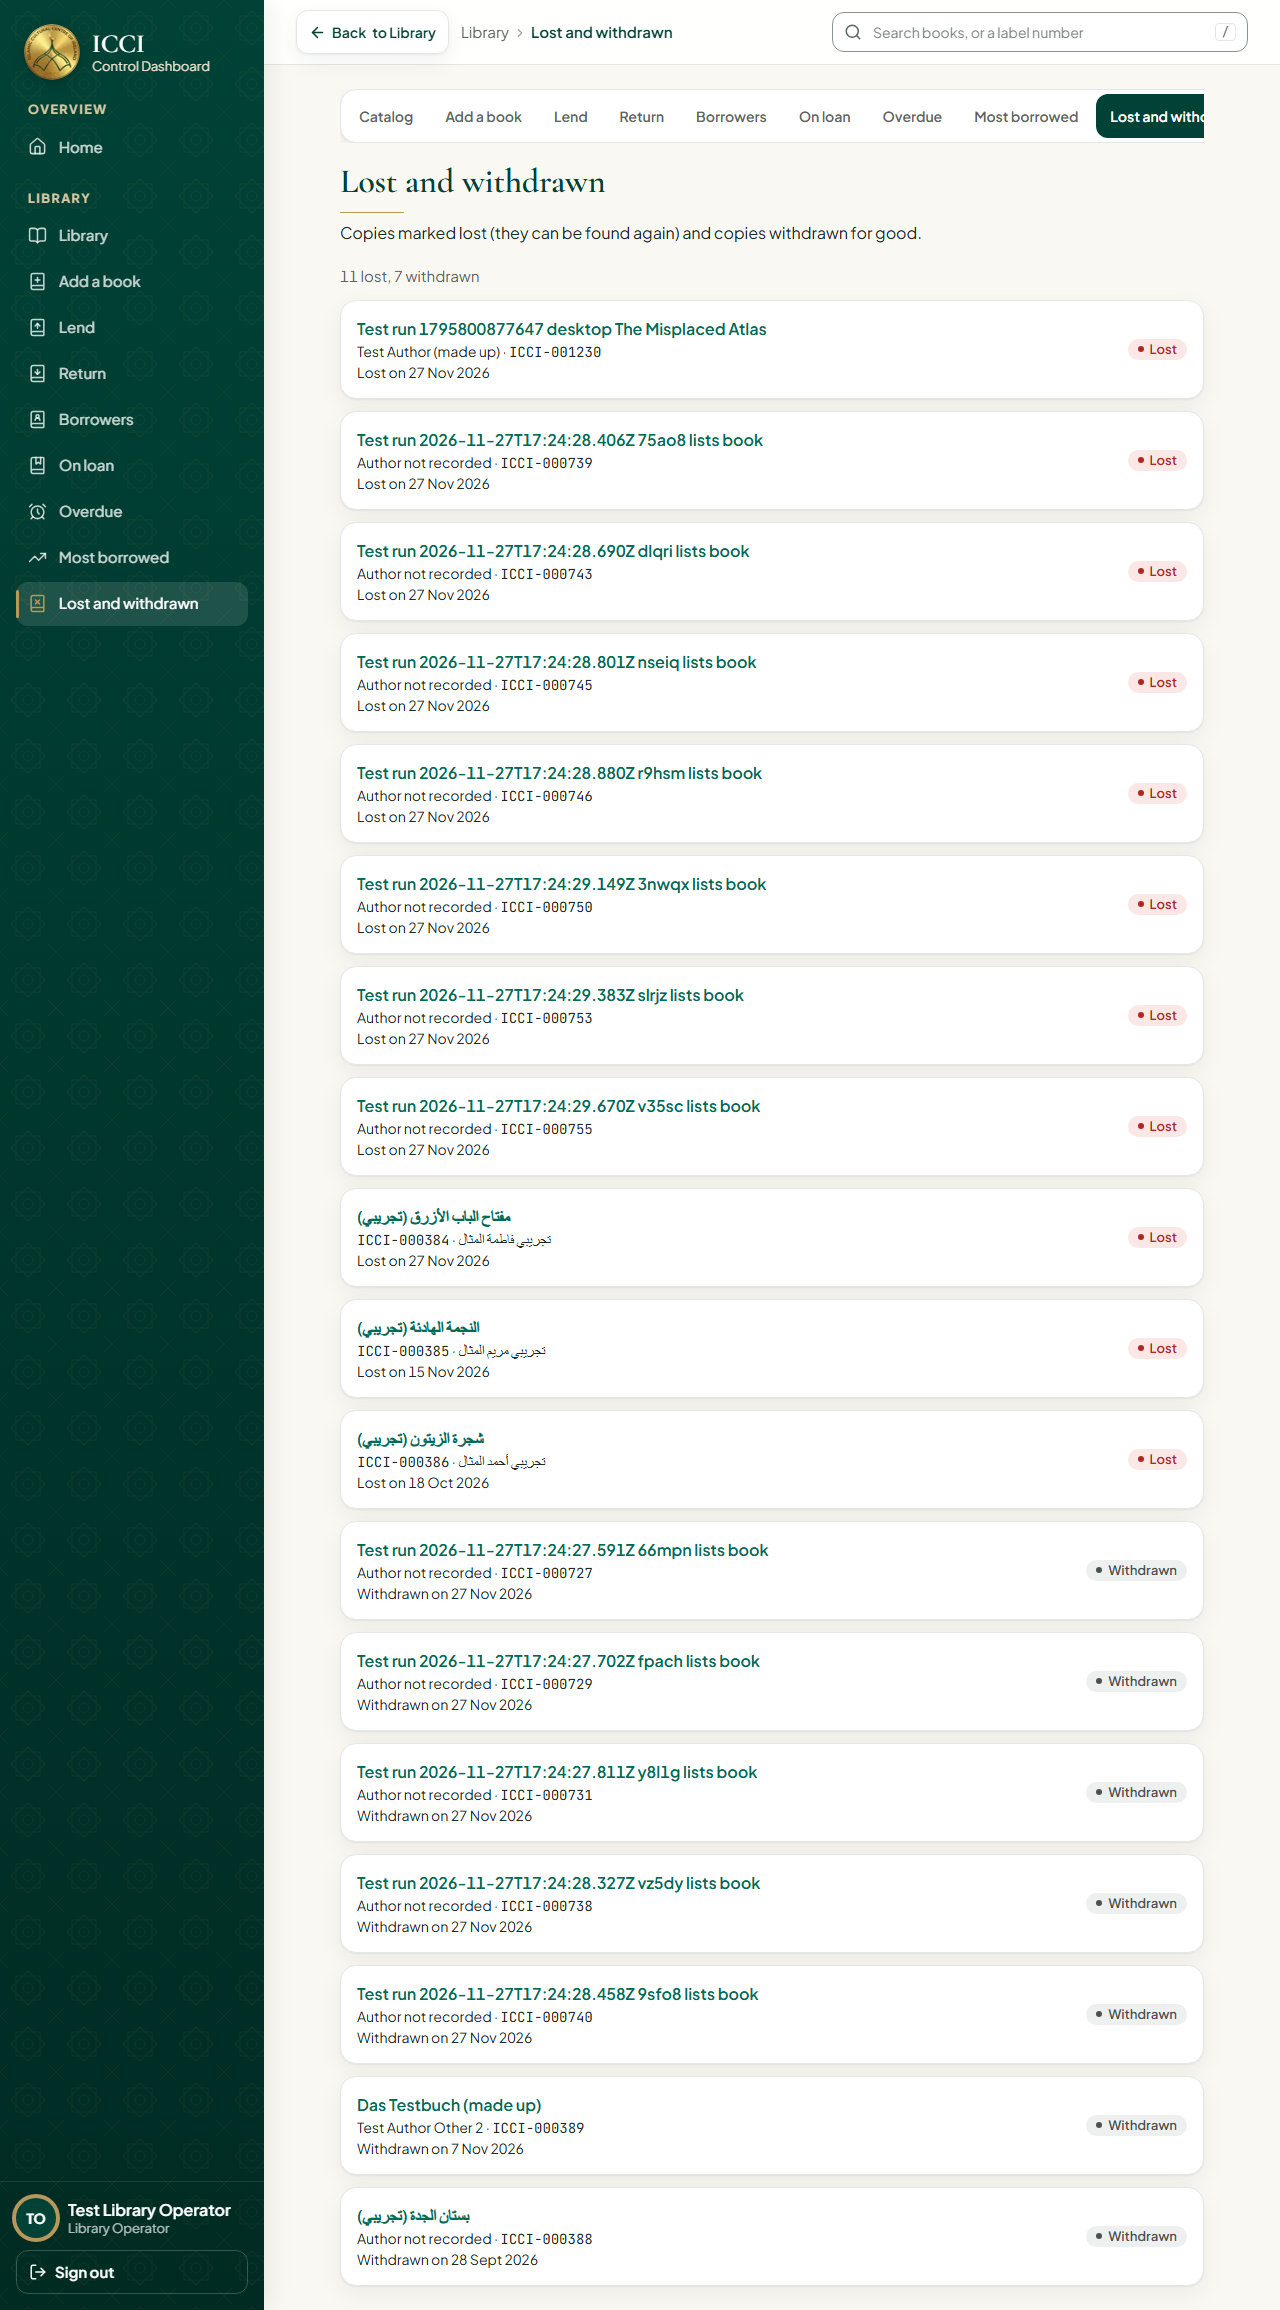 ICCI
Control Dashboard
OVERVIEW
Home
LIBRARY
Library
Add a book
Lend
Return
Borrowers
On loan
Overdue
Most borrowed
Lost and withdrawn
TO
Test Library Operator
Library Operator
Sign out
Back to Library
Library > Lost and withdrawn
Search books, or a label number /
Catalog Add a book Lend Return Borrowers On loan Overdue Most borrowed Lost and withd
Lost and withdrawn
Copies marked lost (they can be found again) and copies withdrawn for good.
11 lost, 7 withdrawn
Test run 1795800877647 desktop The Misplaced Atlas
Test Author (made up) · ICCI-001230
Lost on 27 Nov 2026
Lost
Test run 2026-11-27T17:24:28.406Z 75ao8 lists book
Author not recorded · ICCI-000739
Lost on 27 Nov 2026
Lost
Test run 2026-11-27T17:24:28.690Z dlqri lists book
Author not recorded · ICCI-000743
Lost on 27 Nov 2026
Lost
Test run 2026-11-27T17:24:28.801Z nseiq lists book
Author not recorded · ICCI-000745
Lost on 27 Nov 2026
Lost
Test run 2026-11-27T17:24:28.880Z r9hsm lists book
Author not recorded · ICCI-000746
Lost on 27 Nov 2026
Lost
Test run 2026-11-27T17:24:29.149Z 3nwqx lists book
Author not recorded · ICCI-000750
Lost on 27 Nov 2026
Lost
Test run 2026-11-27T17:24:29.383Z slrjz lists book
Author not recorded · ICCI-000753
Lost on 27 Nov 2026
Lost
Test run 2026-11-27T17:24:29.670Z v35sc lists book
Author not recorded · ICCI-000755
Lost on 27 Nov 2026
Lost
مفتاح الباب الأزرق (تجريبي)
تجريبي فاطمة المثال · ICCI-000384
Lost on 27 Nov 2026
Lost
النجمة الهادئة (تجريبي)
تجريبي مريم المثال · ICCI-000385
Lost on 15 Nov 2026
Lost
شجرة الزيتون (تجريبي)
تجريبي أحمد المثال · ICCI-000386
Lost on 18 Oct 2026
Lost
Test run 2026-11-27T17:24:27.591Z 66mpn lists book
Author not recorded · ICCI-000727
Withdrawn on 27 Nov 2026
Withdrawn
Test run 2026-11-27T17:24:27.702Z fpach lists book
Author not recorded · ICCI-000729
Withdrawn on 27 Nov 2026
Withdrawn
Test run 2026-11-27T17:24:27.811Z y8l1g lists book
Author not recorded · ICCI-000731
Withdrawn on 27 Nov 2026
Withdrawn
Test run 2026-11-27T17:24:28.327Z vz5dy lists book
Author not recorded · ICCI-000738
Withdrawn on 27 Nov 2026
Withdrawn
Test run 2026-11-27T17:24:28.458Z 9sfo8 lists book
Author not recorded · ICCI-000740
Withdrawn on 27 Nov 2026
Withdrawn
Das Testbuch (made up)
Test Author Other 2 · ICCI-000389
Withdrawn on 7 Nov 2026
Withdrawn
بستان الجدة (تجريبي)
Author not recorded · ICCI-000388
Withdrawn on 28 Sept 2026
Withdrawn